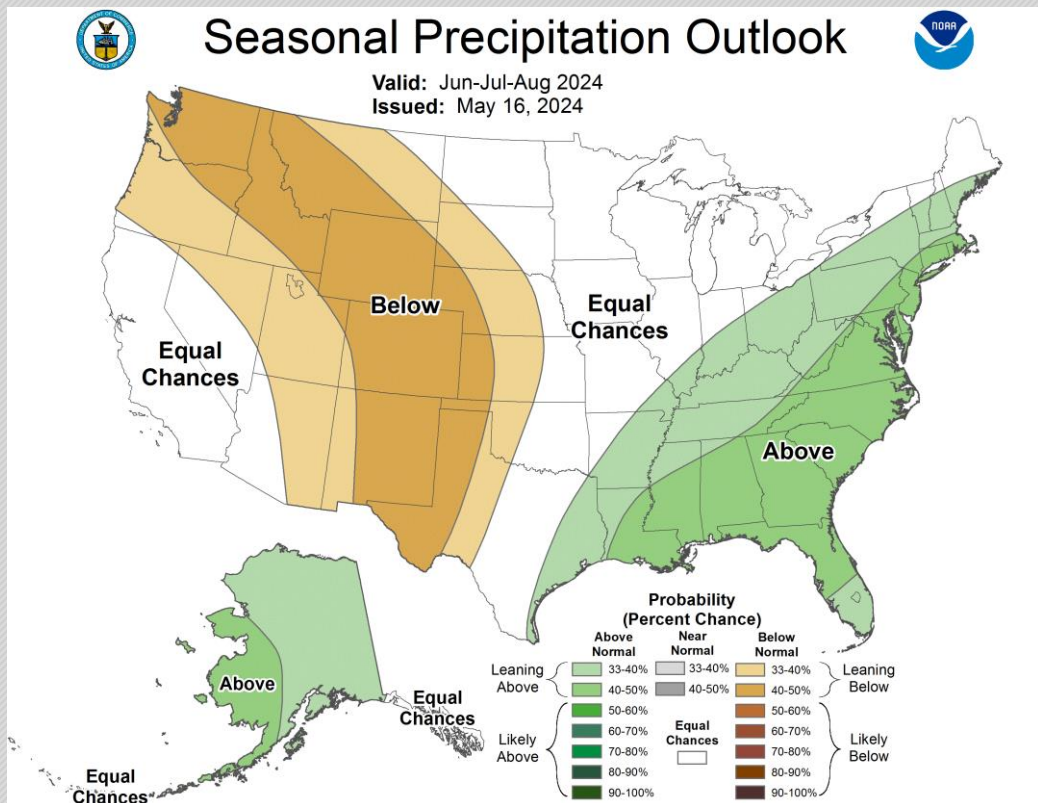 Seasonal Precipitation Outlook
NOAA
Valid: Jun-Jul-Aug 2024
Issued: May 16, 2024
Below
Equal
Chances
Equal
Chances
Above
Above
Equal
Chances
Equal
Chances
Probability
(Percent Chance)
Above
Normal
Near
Normal
Below
Normal
Leaning
Above
33-40%
33-40%
33-40%
Leaning
Below
40-50%
40-50%
40-50%
Likely
Above
50-60%
60-70%
70-80%
80-90%
90-100%
Equal
Chances
50-60%
60-70%
70-80%
80-90%
90-100%
Likely
Below